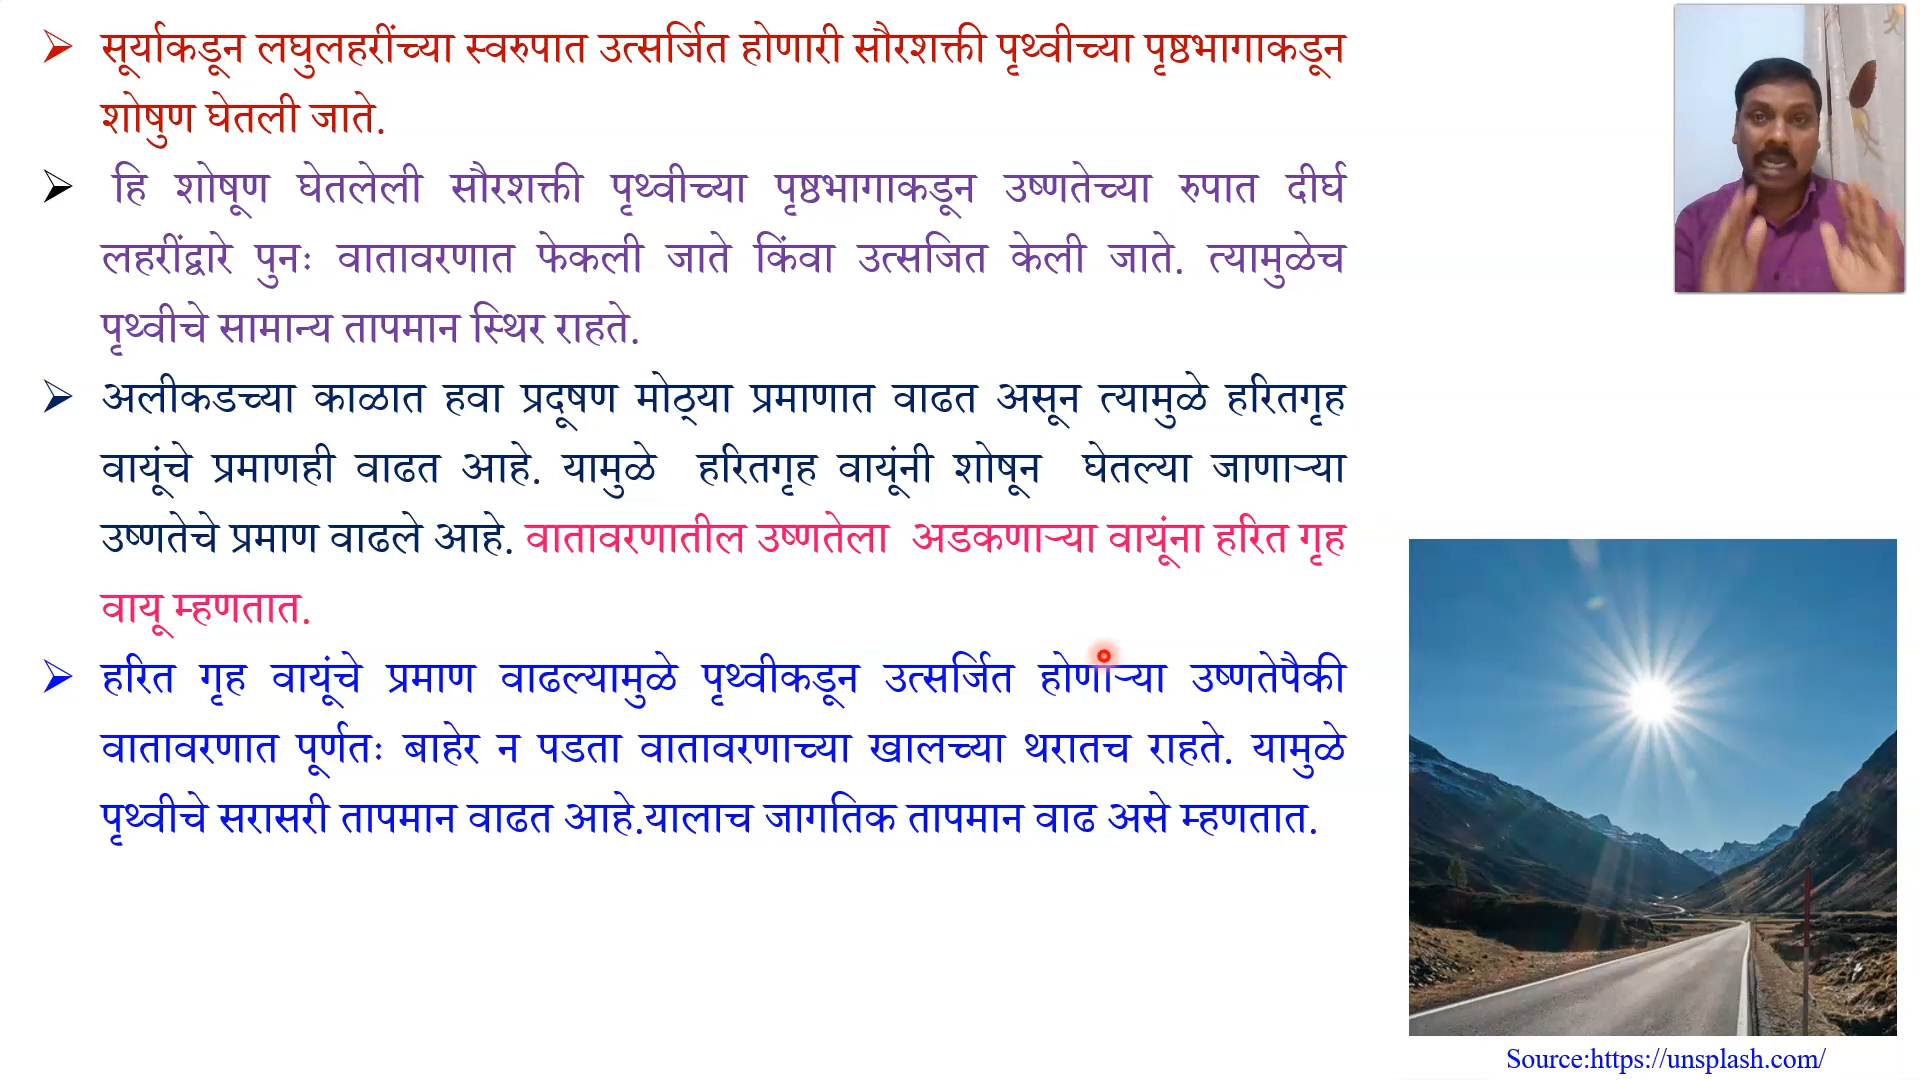 सूर्याकडून लघुलहरींच्या स्वरुपात उत्सर्जित होणारी सौरशक्ती पृथ्वीच्या पृष्ठभागाकडून
शोषुण घेतली जाते.
हि शोषूण घेतलेली सौरशक्ती पृथ्वीच्या पृष्ठभागाकडून उष्णतेच्या रुपात दीर्घ
लहरींद्वारे पुनः वातावरणात फेकली जाते किंवा उत्सजित केली जाते. त्यामुळेच
पृथ्वीचे सामान्य तापमान स्थिर राहते.
अलीकडच्या काळात हवा प्रदूषण मोठ्या प्रमाणात वाढत असून त्यामुळे हरितगृह
वायूंचे प्रमाणही वाढत आहे. यामुळे हरितगृह वायूंनी शोषून घेतल्या जाणाऱ्या
उष्णतेचे प्रमाण वाढले आहे. वातावरणातील उष्णतेला अडकणाऱ्या वायूंना हरित गृह
वायू म्हणतात.
हरित गृह वायूंचे प्रमाण वाढल्यामुळे पृथ्वीकडून उत्सर्जित होणाऱ्या उष्णतेपैकी
वातावरणात पूर्णतः बाहेर न पडता वातावरणाच्या खालच्या थरातच राहते. यामुळे
पृथ्वीचे सरासरी तापमान वाढत आहे.यालाच जागतिक तापमान वाढ असे म्हणतात.
Source:https://unsplash.com/